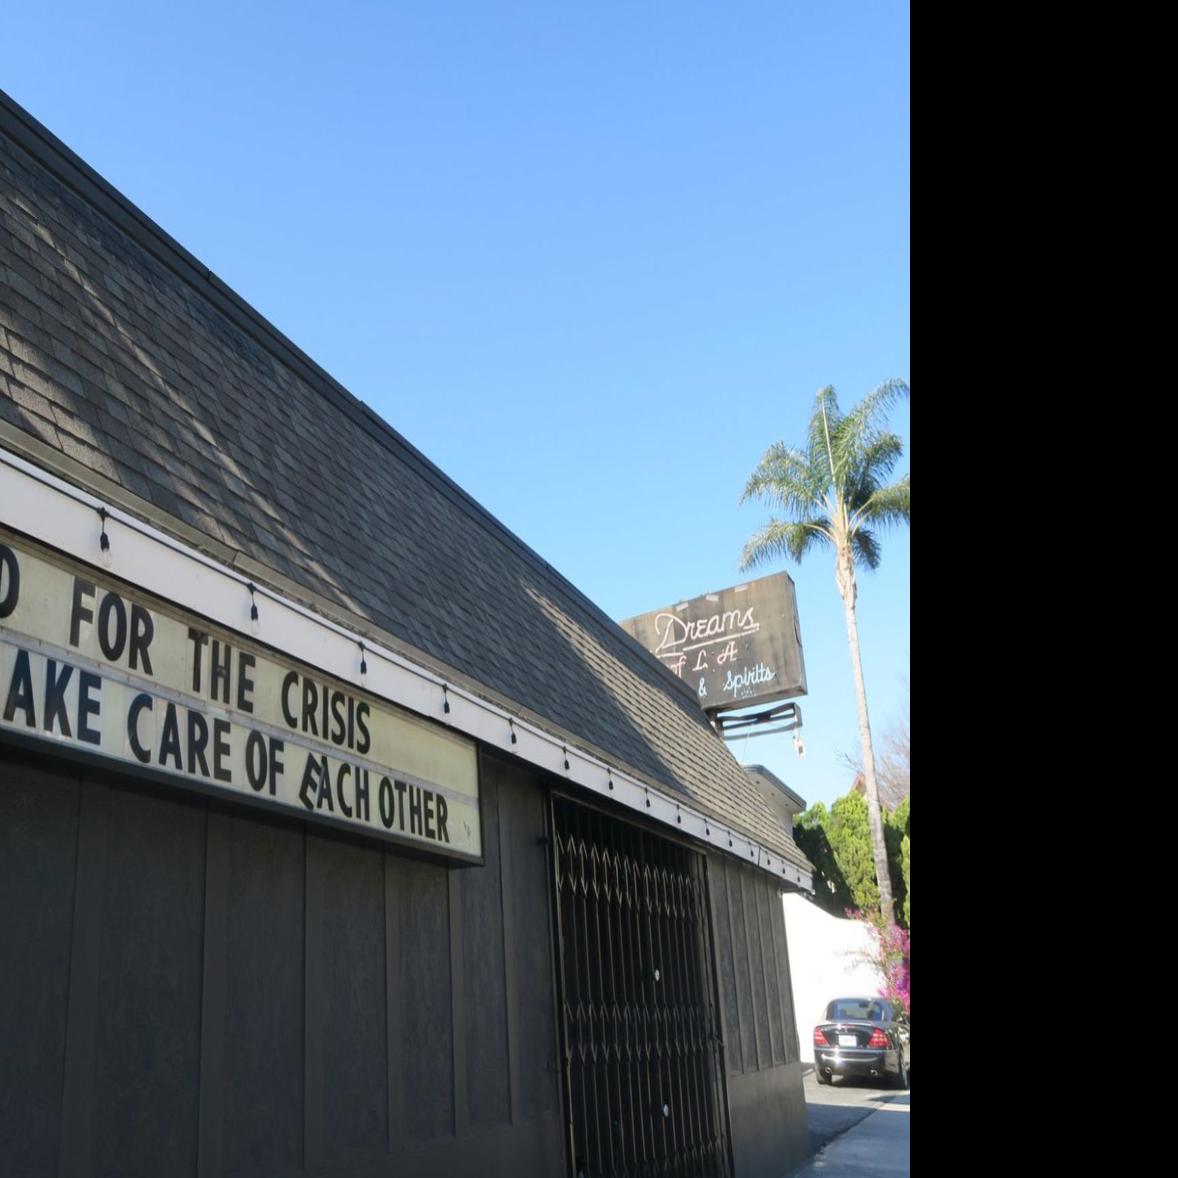 D FOR THE CRISIS
AKE CARE OF EACH OTHER
Dreams
of L.A
& spirits